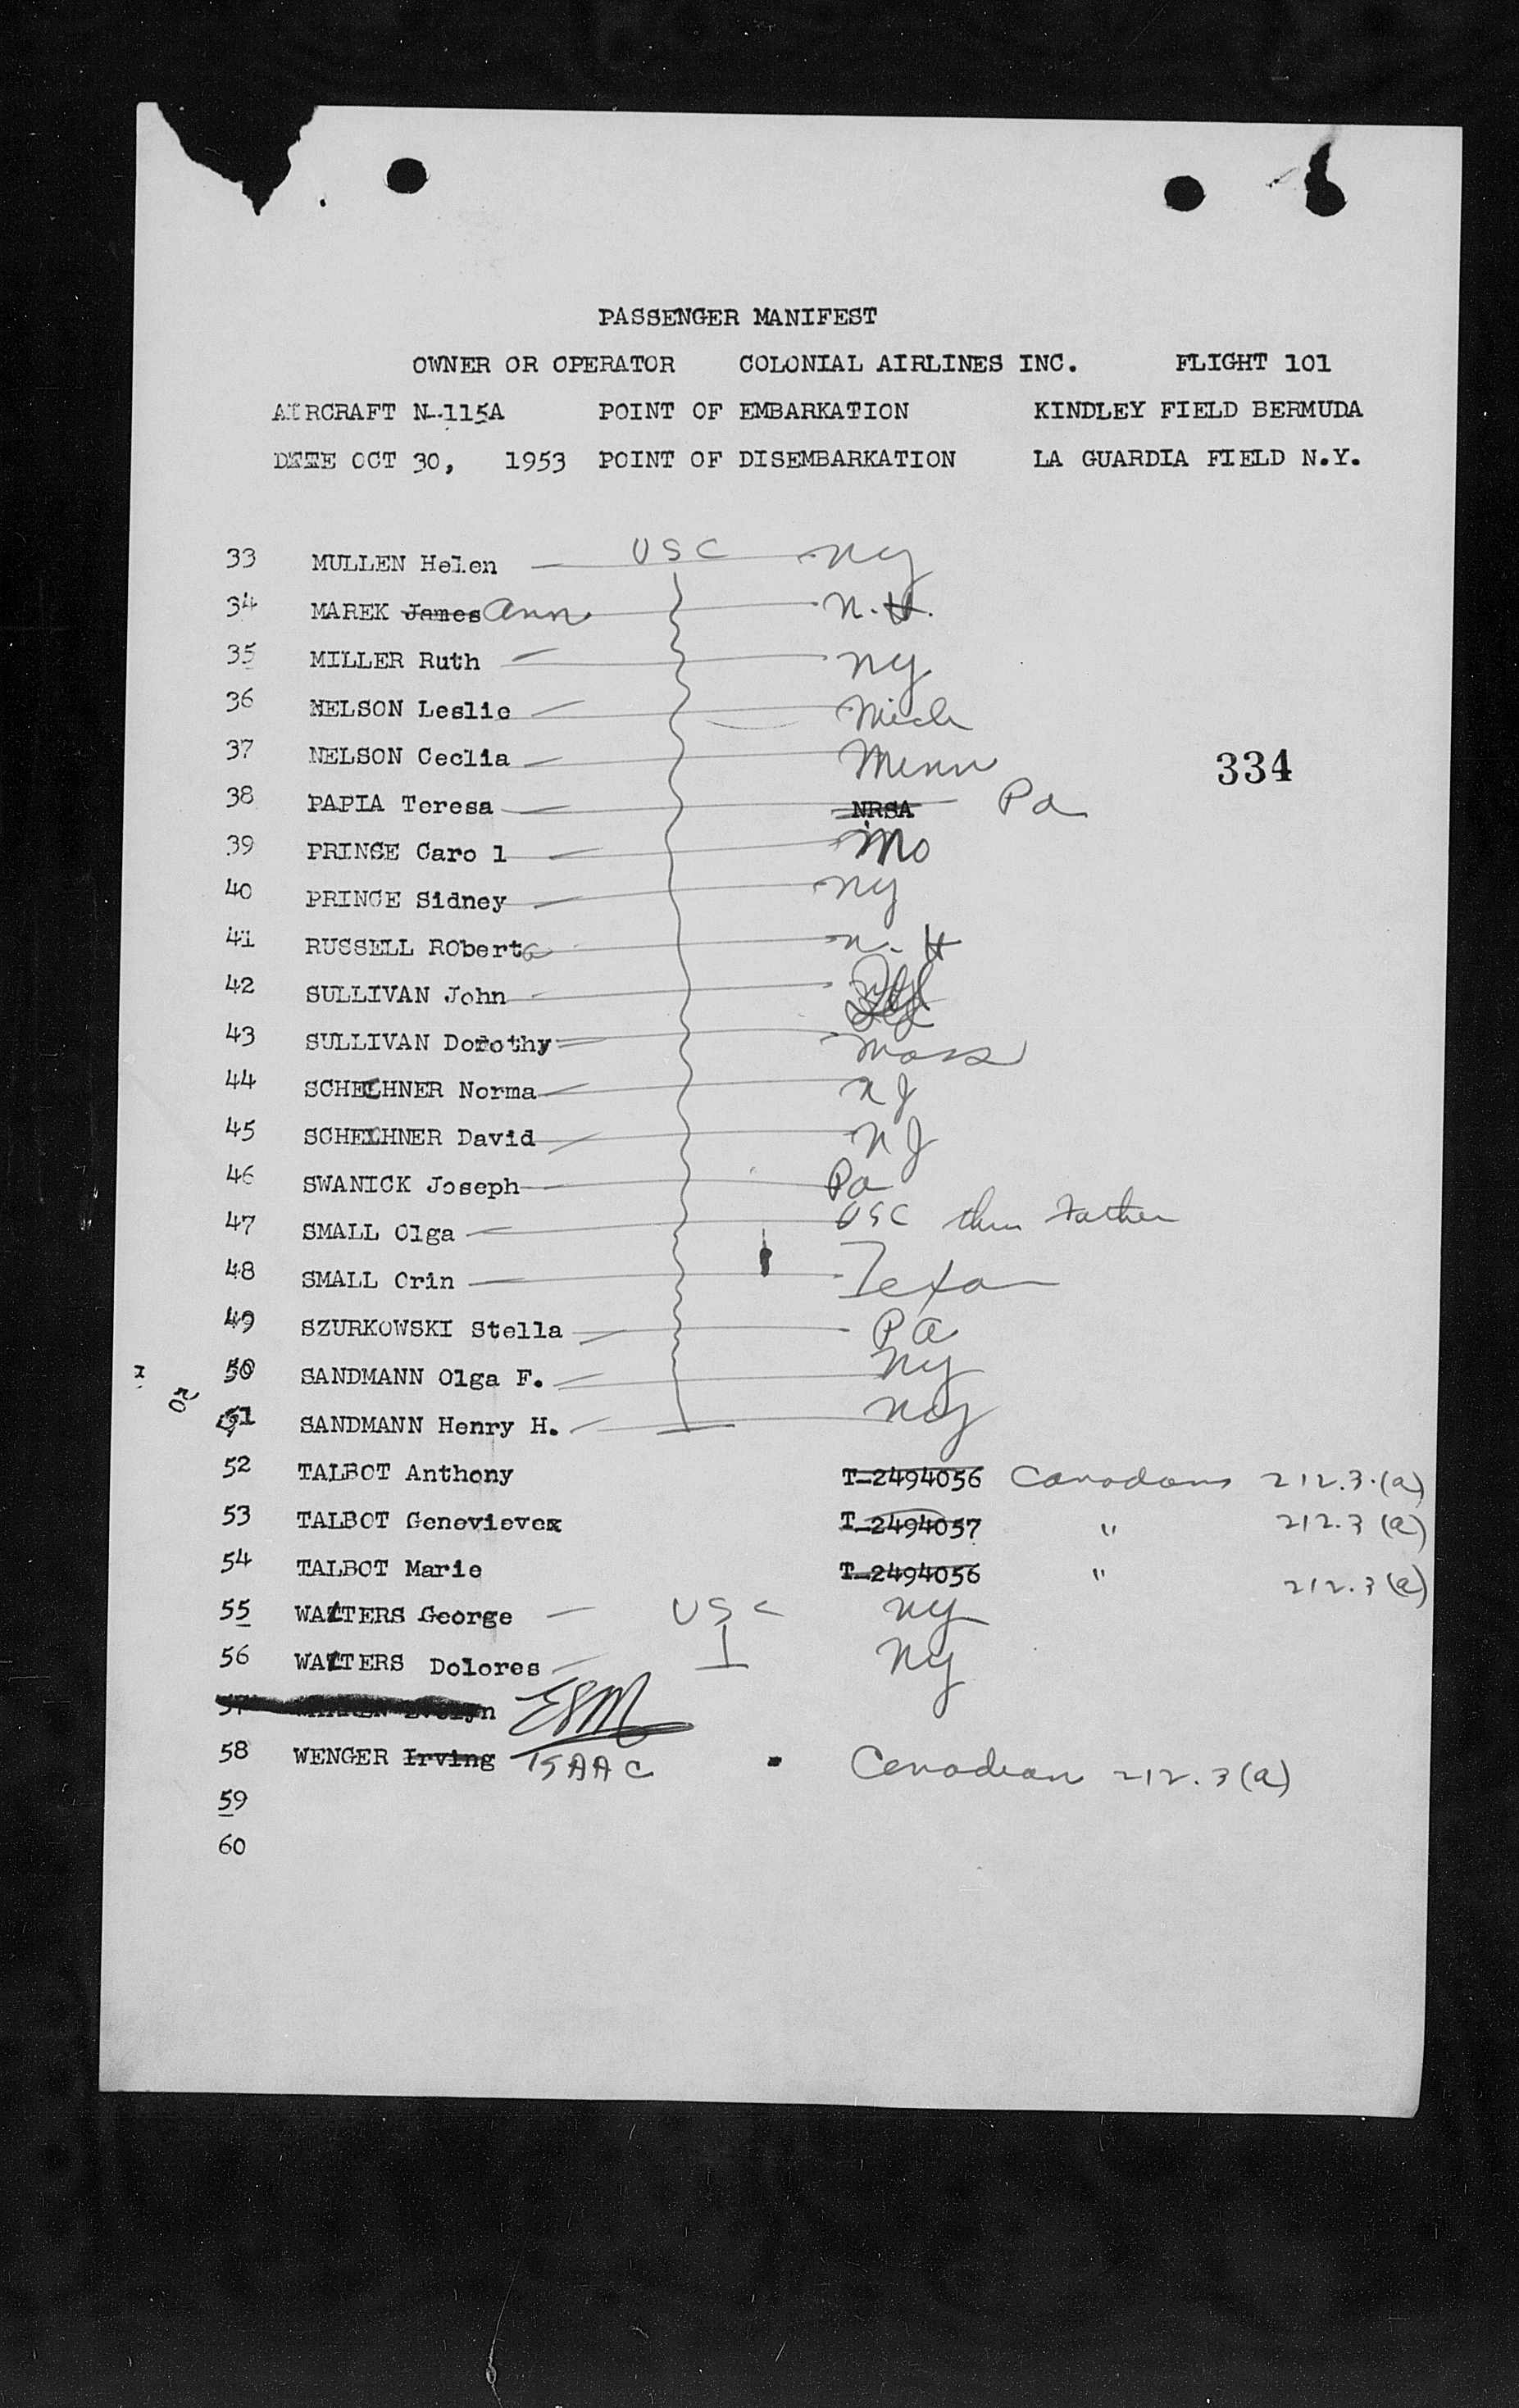 PASSENGER MANIFEST
OWNER OR OPERATOR COLONIAL AIRLINES INC. FLIGHT 101
AIRCRAFT N-115A POINT OF EMBARKATION KINDLEY FIELD BERMUDA
DATE OCT 30, 1953 POINT OF DISEMBARKATION LA GUARDIA FIELD N.Y.
33 MULLEN Helen USC NY
34 MAREK James Ann N.H.
35 MILLER Ruth NY
36 NELSON Leslie Mich
37 NELSON Ceclia Minn
334
38 PAPIA Teresa NRSA Pa
39 PRINCE Caro l Mo
40 PRINCE Sidney NY
41 RUSSELL RObert N.H
42 SULLIVAN John
43 SULLIVAN Dorothy Mass
44 SCHECHNER Norma NJ
45 SCHECHNER David NJ
46 SWANICK Joseph Pa
47 SMALL Olga USC thru Father
48 SMALL Orin Texa
49 SZURKOWSKI Stella PA
50 SANDMANN Olga F. NY
51 SANDMANN Henry H. NY
52 TALBOT Anthony T-2494056 Canadians 212.3.(a)
53 TALBOT Genevievex T-2494057 " 212.3 (a)
54 TALBOT Marie T-2494056 " 212.3 (a)
55 WATTERS George USC NY
56 WATTERS Dolores NY
57 Evelyn ESM
58 WENGER Irving ISAAC Canadian 212.3(a)
59
60